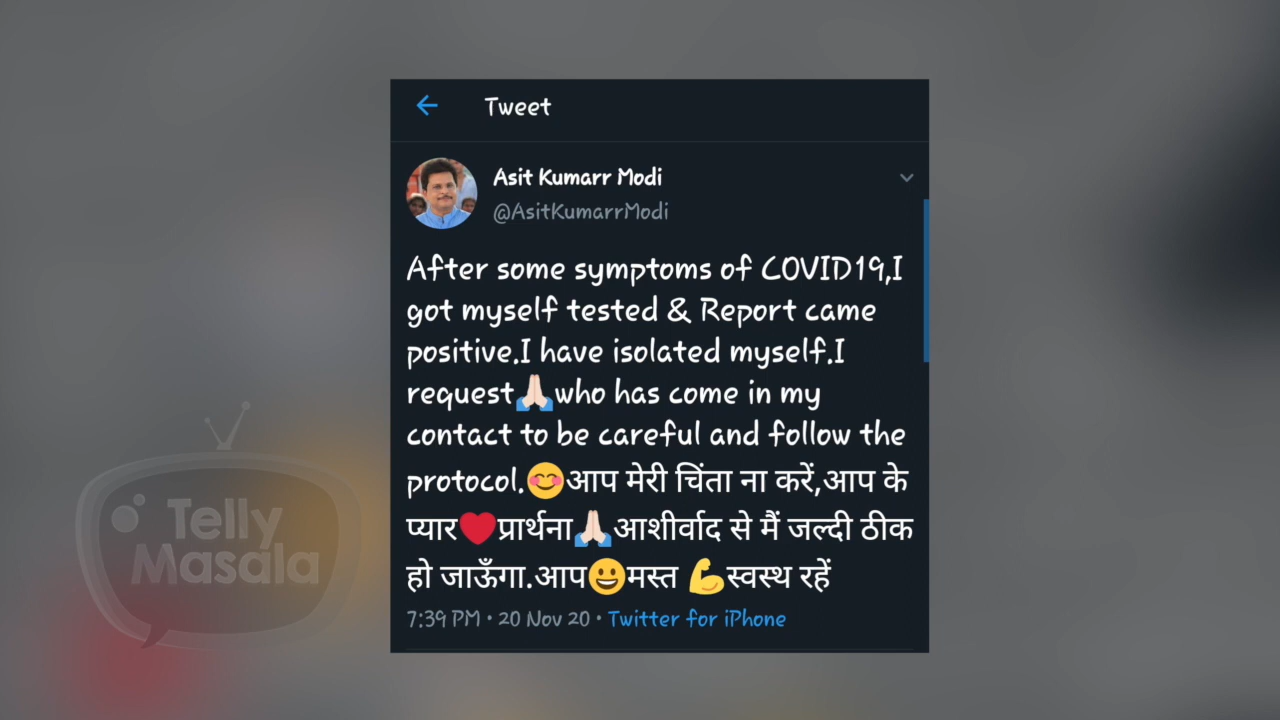 Tweet
Asit Kumarr Modi
@AsitKumarrModi
After some symptoms of COVID19,I
got myself tested & Report came
positive.I have isolated myself.I
request🙏🏻who has come in my
contact to be careful and follow the
protocol.😊आप मेरी चिंता ना करें,आप के
प्यार❤️प्रार्थना🙏🏻आशीर्वाद से मैं जल्दी ठीक
हो जाऊँगा.आप😀मस्त 💪स्वस्थ रहें
7:39 PM • 20 Nov 20 • Twitter for iPhone
Telly
Masala